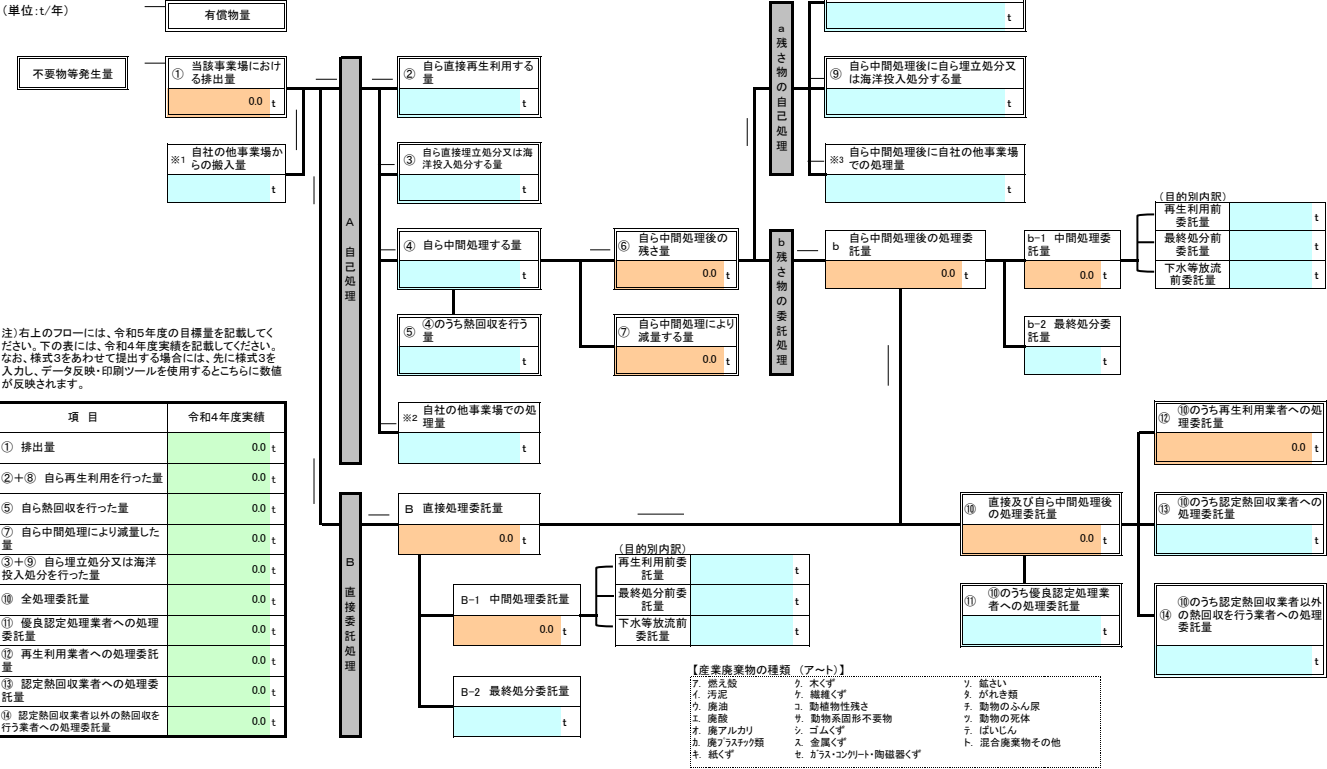 (単位:t/年)
有償物量
不要物等発生量
① 当該事業場におけ
る排出量
0.0 t
※1 自社の他事業場か
らの搬入量
t
A 自己処理
② 自ら直接再生利用する
量
t
③ 自ら直接埋立処分又は海
洋投入処分する量
t
④ 自ら中間処理する量
t
⑤ ④のうち熱回収を行う
量
t
※2 自社の他事業場での処
理量
t
⑥ 自ら中間処理後の
残さ量
0.0 t
⑦ 自ら中間処理により
減量する量
0.0 t
a 残さ物の自己処理
t
⑨ 自ら中間処理後に自ら埋立処分又
は海洋投入処分する量
t
※3 自ら中間処理後に自社の他事業場
での処理量
t
b 残さ物の委託処理
b 自ら中間処理後の処理委
託量
0.0 t
b-1 中間処理委
託量
0.0 t
(目的別内訳)
再生利用前
委託量
t
最終処分前
委託量
t
下水等放流
前委託量
t
b-2 最終処分委
託量
t
注)右上のフローには、令和5年度の目標量を記載してく
ださい。下の表には、令和4年度実績を記載してください。
なお、様式3をあわせて提出する場合には、先に様式3を
入力し、データ反映・印刷ツールを使用するとこちらに数値
が反映されます。
項 目 令和4年度実績
① 排出量 0.0 t
②+⑧ 自ら再生利用を行った量 0.0 t
⑤ 自ら熱回収を行った量 0.0 t
⑦ 自ら中間処理により減量した
量 0.0 t
③+⑨ 自ら埋立処分又は海洋
投入処分を行った量 0.0 t
⑩ 全処理委託量 0.0 t
⑪ 優良認定処理業者への処理
委託量 0.0 t
⑫ 再生利用業者への処理委託
量 0.0 t
⑬ 認定熱回収業者への処理委
託量 0.0 t
⑭ 認定熱回収業者以外の熱回収を
行う業者への処理委託量 0.0 t
B 直接委託処理
B 直接処理委託量
0.0 t
B-1 中間処理委託量
0.0 t
(目的別内訳)
再生利用前委
託量
t
最終処分前委
託量
t
下水等放流前
委託量
t
B-2 最終処分委託量
t
⑩ 直接及び自ら中間処理後
の処理委託量
0.0 t
⑪ ⑩のうち優良認定処理業
者への処理委託量
t
⑫ ⑩のうち再生利用業者への処
理委託量
0.0 t
⑬ ⑩のうち認定熱回収業者への
処理委託量
t
⑭ ⑩のうち認定熱回収業者以外
の熱回収を行う業者への処理
委託量
t
【産業廃棄物の種類 (ア~ト)】
ア. 燃え殻
イ. 汚泥
ウ. 廃油
エ. 廃酸
オ. 廃アルカリ
カ. 廃プラスチック類
キ. 紙くず
ク. 木くず
ケ. 繊維くず
コ. 動植物性残さ
サ. 動物系固形不要物
シ. ゴムくず
ス. 金属くず
セ. ガラス・コンクリート・陶磁器くず
ソ. 鉱さい
タ. がれき類
チ. 動物のふん尿
ツ. 動物の死体
テ. ばいじん
ト. 混合廃棄物その他